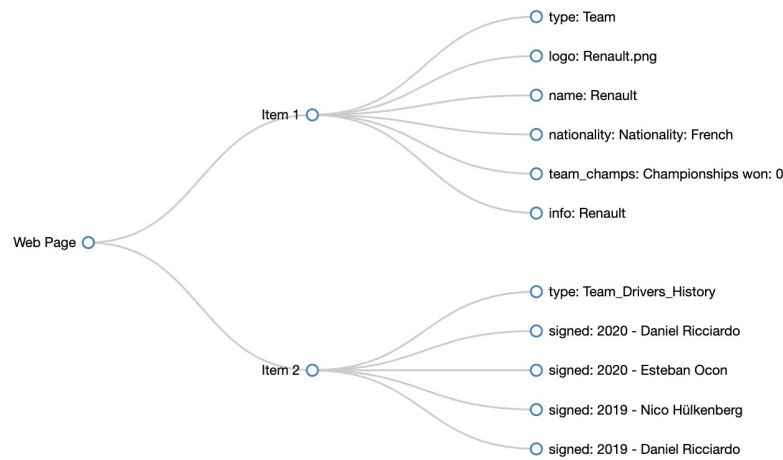 type: Team
logo: Renault.png
name: Renault
nationality: Nationality: French
team_champs: Championships won: 0
info: Renault
Item 1
Web Page
type: Team_Drivers_History
signed: 2020 - Daniel Ricciardo
signed: 2020 - Esteban Ocon
signed: 2019 - Nico Hülkenberg
signed: 2019 - Daniel Ricciardo
Item 2